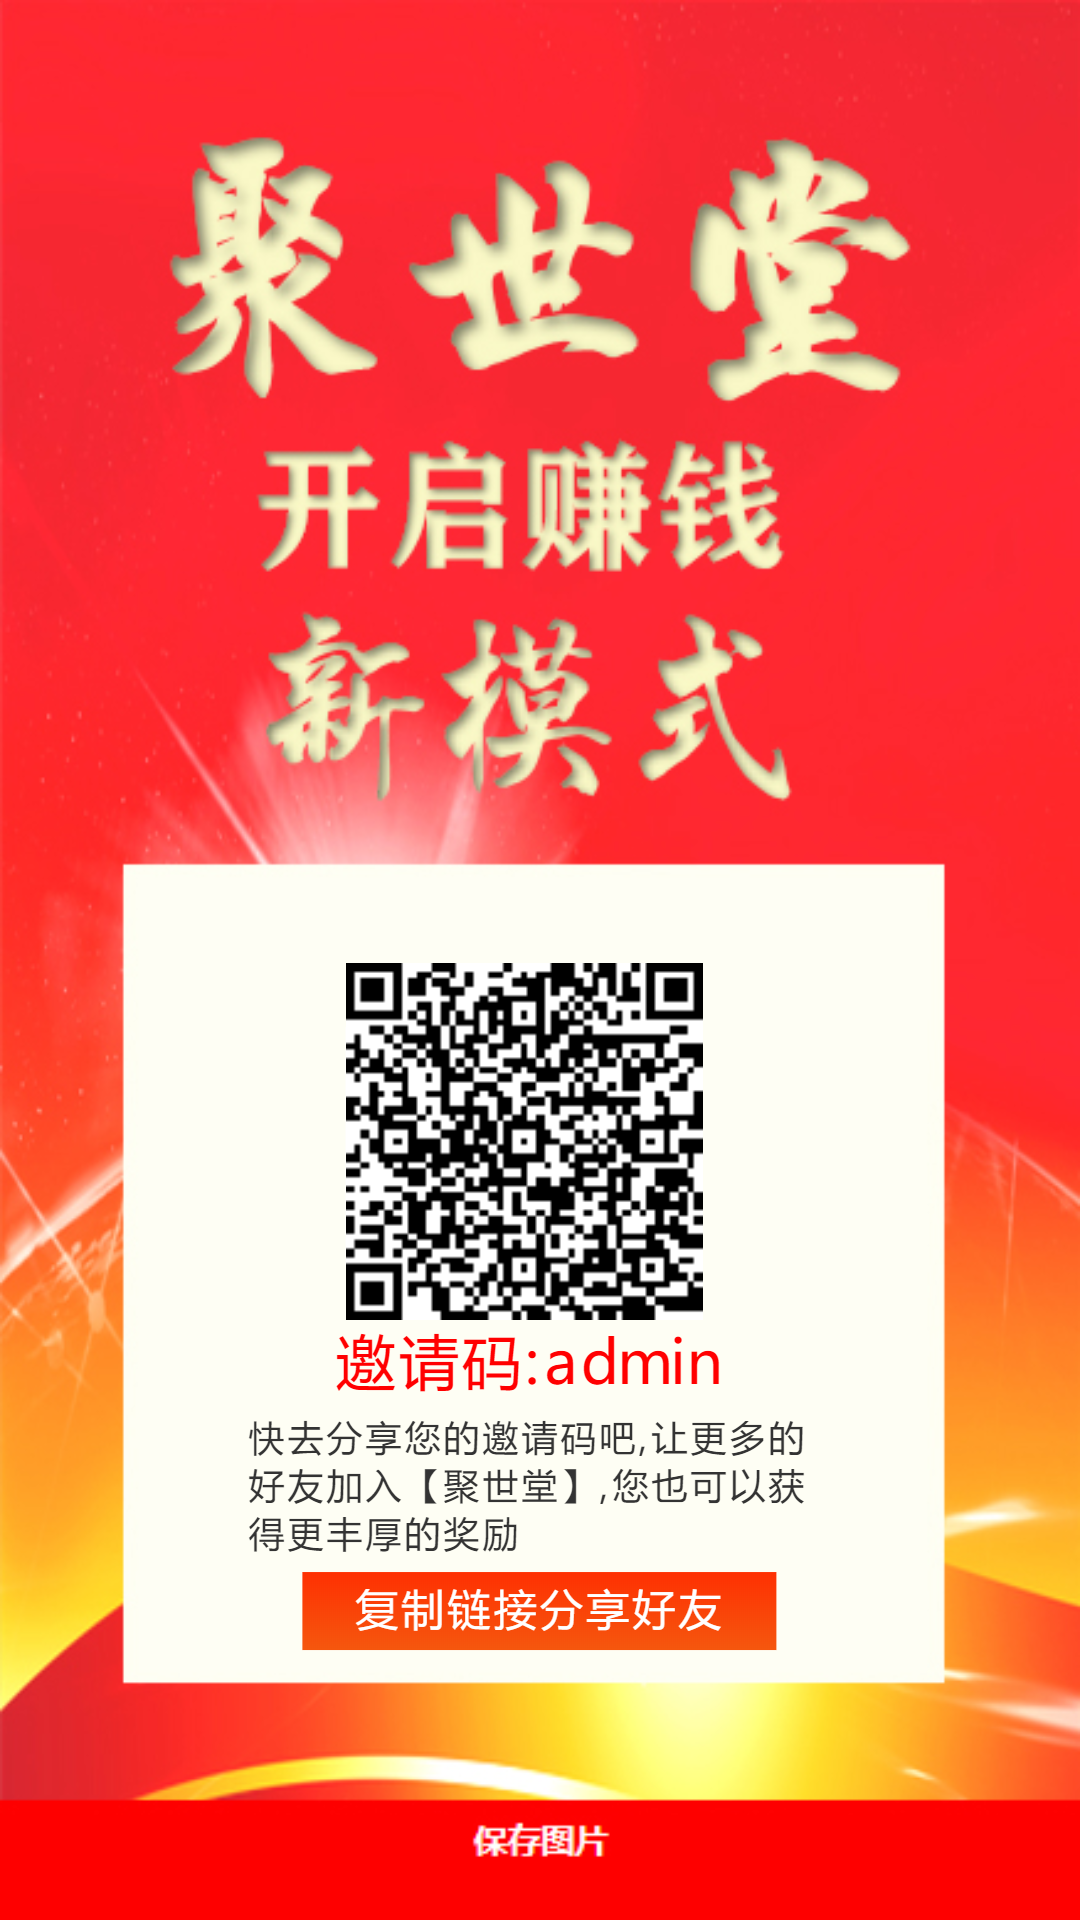 聚世堂
开启赚钱
新模式
邀请码:admin
快去分享您的邀请码吧,让更多的
好友加入【聚世堂】,您也可以获
得更丰厚的奖励
复制链接分享好友
保存图片